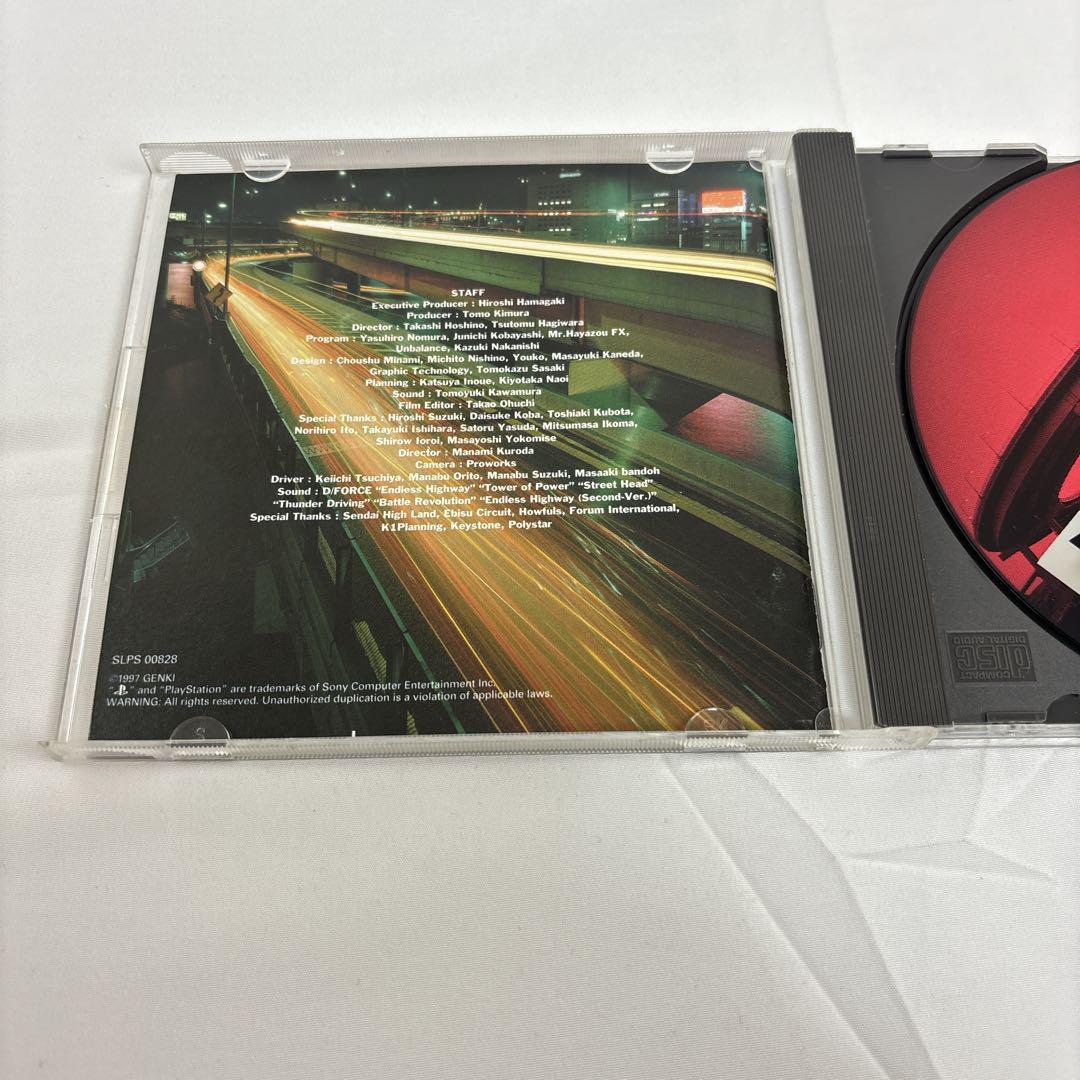 STAFF
Executive Producer : Hiroshi Hamagaki
Producer : Tomo Kimura
Director : Takashi Hoshino, Tsutomu Hagiwara
Program : Yasuhiro Nomura, Junichi Kobayashi, Mr.Hayazou FX,
Unbalance, Kazuki Nakanishi
Design : Choushu Minami, Michito Nishino, Youko, Masayuki Kaneda,
Graphic Technology, Tomokazu Sasaki
Planning : Katsuya Inoue, Kiyotaka Naoi
Sound : Tomoyuki Kawamura
Film Editor : Takao Ohuchi
Special Thanks : Hiroshi Suzuki, Daisuke Koba, Toshiaki Kubota,
Norihiro Ito, Takayuki Ishihara, Satoru Yasuda, Mitsumasa Ikoma,
Shirow Ioroi, Masayoshi Yokomise
Director : Manami Kuroda
Camera : Proworks
Driver : Keiichi Tsuchiya, Manabu Orito, Manabu Suzuki, Masaaki bandoh
Sound : D/FORCE “Endless Highway” “Tower of Power” “Street Head”
“Thunder Driving” “Battle Revolution” “Endless Highway (Second-Ver.)”
Special Thanks : Sendai High Land, Ebisu Circuit, Howfuls, Forum International,
K1Planning, Keystone, Polystar
SLPS 00828
©1997 GENKI
“ ” and “PlayStation” are trademarks of Sony Computer Entertainment Inc.
WARNING: All rights reserved. Unauthorized duplication is a violation of applicable laws.
COMPACT
disc
DIGITAL AUDIO